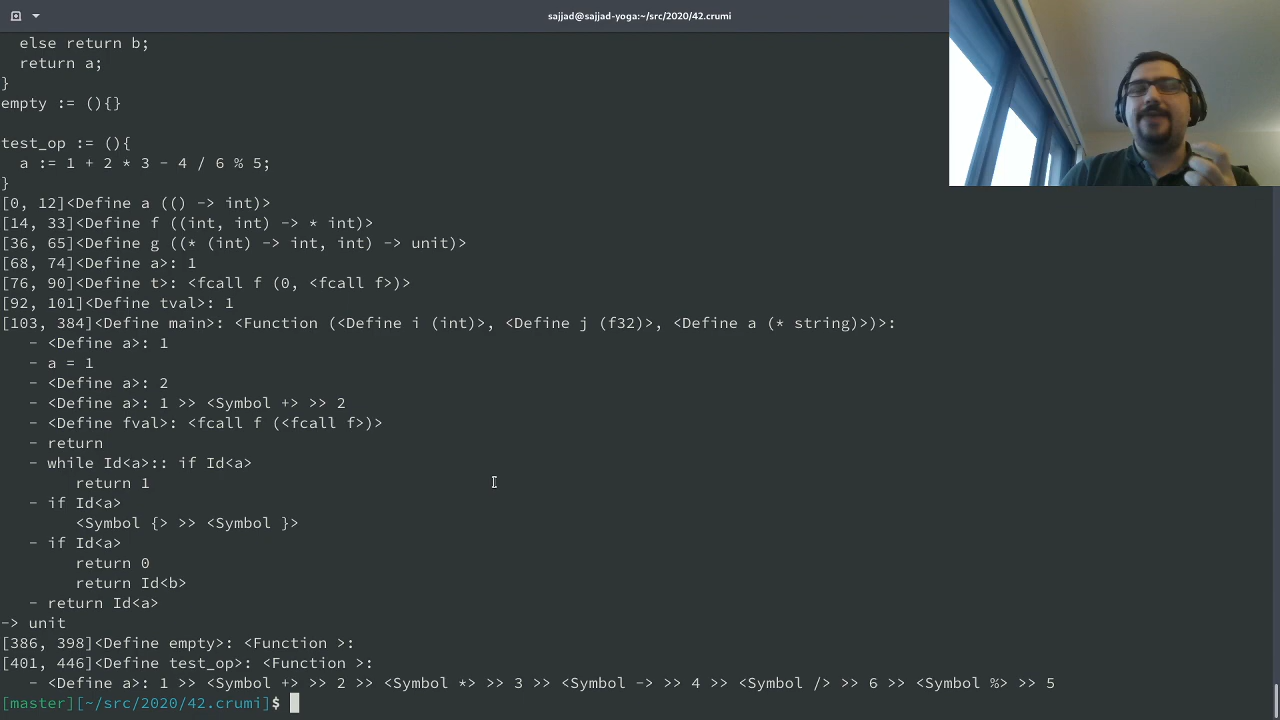 sajjad@sajjad-yoga:~/src/2020/42.crumi
  else return b;
  return a;
}
empty := (){}
test_op := (){
  a := 1 + 2 * 3 - 4 / 6 % 5;
}
[0, 12]<Define a (() -> int)>
[14, 33]<Define f ((int, int) -> * int)>
[36, 65]<Define g ((* (int) -> int, int) -> unit)>
[68, 74]<Define a>: 1
[76, 90]<Define t>: <fcall f (0, <fcall f>)>
[92, 101]<Define tval>: 1
[103, 384]<Define main>: <Function (<Define i (int)>, <Define j (f32)>, <Define a (* string)>)>:
   - <Define a>: 1
   - a = 1
   - <Define a>: 2
   - <Define a>: 1 >> <Symbol +> >> 2
   - <Define fval>: <fcall f (<fcall f>)>
   - return
   - while Id<a>:: if Id<a>
        return 1
   - if Id<a>
        <Symbol {> >> <Symbol }>
   - if Id<a>
        return 0
        return Id<b>
   - return Id<a>
-> unit
[386, 398]<Define empty>: <Function >:
[401, 446]<Define test_op>: <Function >:
   - <Define a>: 1 >> <Symbol +> >> 2 >> <Symbol *> >> 3 >> <Symbol -> >> 4 >> <Symbol /> >> 6 >> <Symbol %> >> 5
[master][~/src/2020/42.crumi]$